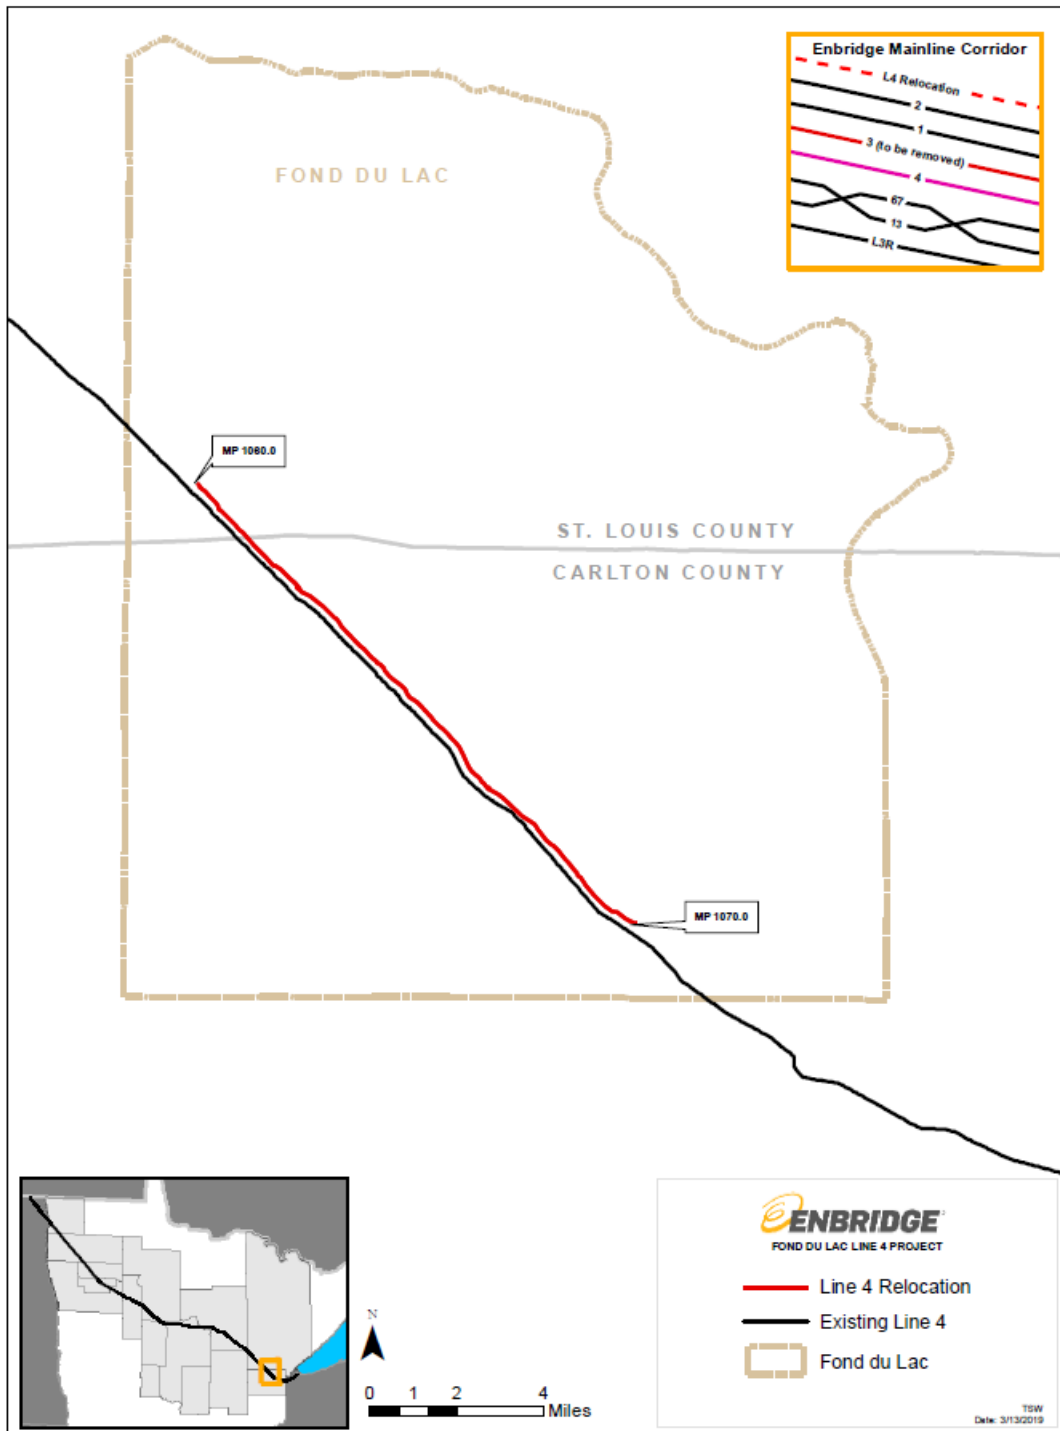 Enbridge Mainline Corridor
L4 Relocation
2
1
3 (to be removed)
4
67
13
L3R
FOND DU LAC
MP 1060.0
ST. LOUIS COUNTY
CARLTON COUNTY
MP 1070.0
N
0 1 2 4
Miles
ENBRIDGE
FOND DU LAC LINE 4 PROJECT
Line 4 Relocation
Existing Line 4
Fond du Lac
TSW
Date: 3/13/2019